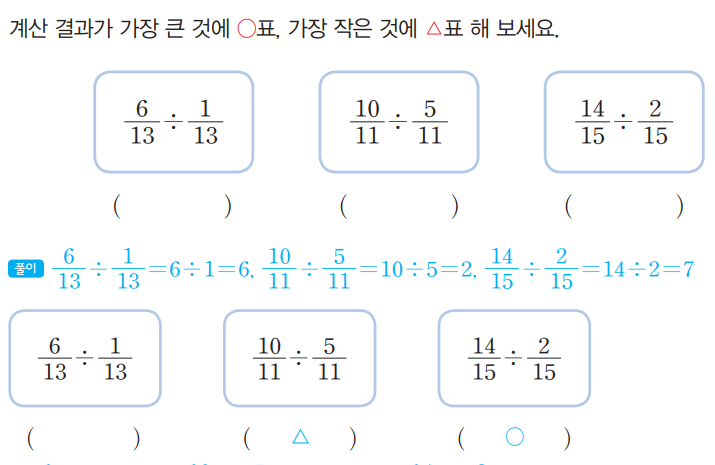 계산 결과가 가장 큰 것에 ○표, 가장 작은 것에 △표 해 보세요.
6/13 ÷ 1/13 10/11 ÷ 5/11 14/15 ÷ 2/15
( ) ( ) ( )
풀이 6/13 ÷ 1/13 = 6÷1=6, 10/11 ÷ 5/11 = 10÷5=2, 14/15 ÷ 2/15 = 14÷2=7
6/13 ÷ 1/13 10/11 ÷ 5/11 14/15 ÷ 2/15
( ) ( △ ) ( ○ )